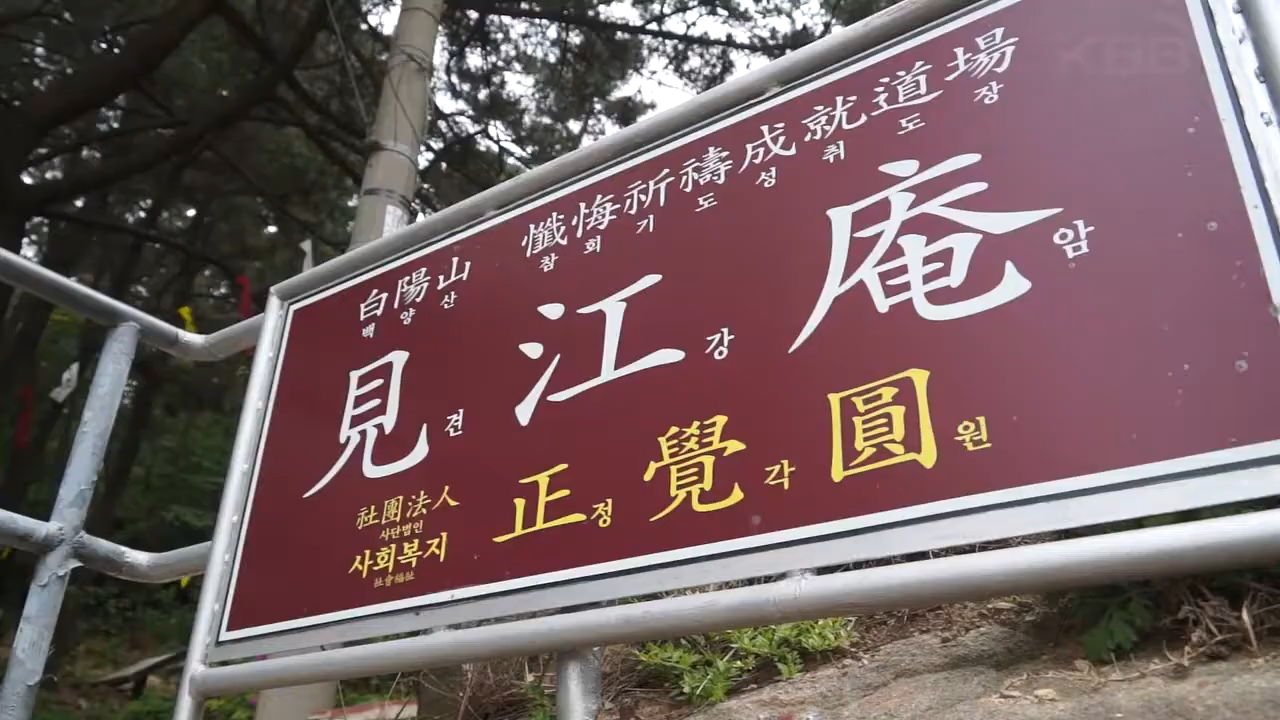 白陽山 懺悔祈禱成就道場
백양산 참회기도성취도장
見견 江강 庵암
社團法人
사단법인
사회복지
社會福祉
正정 覺각 圓원